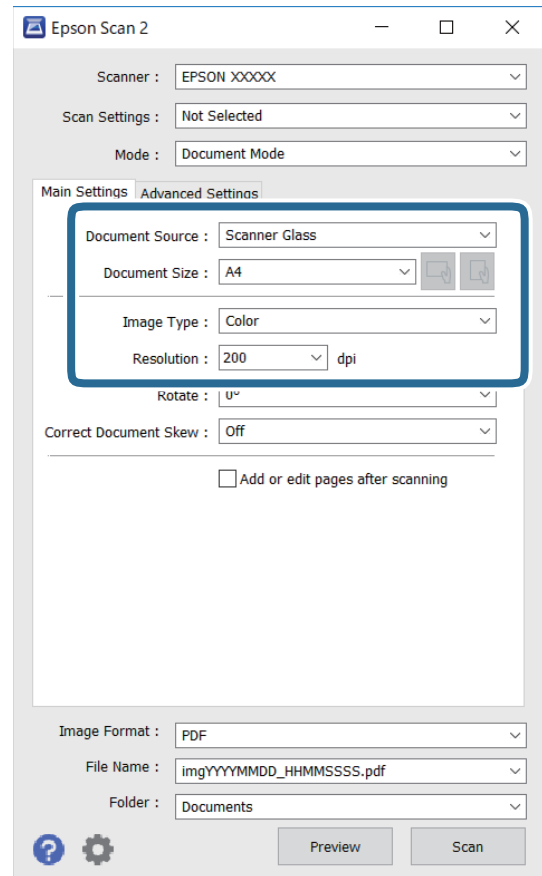 Epson Scan 2
Scanner : EPSON XXXXX
Scan Settings : Not Selected
Mode : Document Mode
Main Settings Advanced Settings
Document Source : Scanner Glass
Document Size : A4
Image Type : Color
Resolution : 200 dpi
Rotate : 0°
Correct Document Skew : Off
Add or edit pages after scanning
Image Format : PDF
File Name : imgYYYYMMDD_HHMMSSSS.pdf
Folder : Documents
? Preview Scan